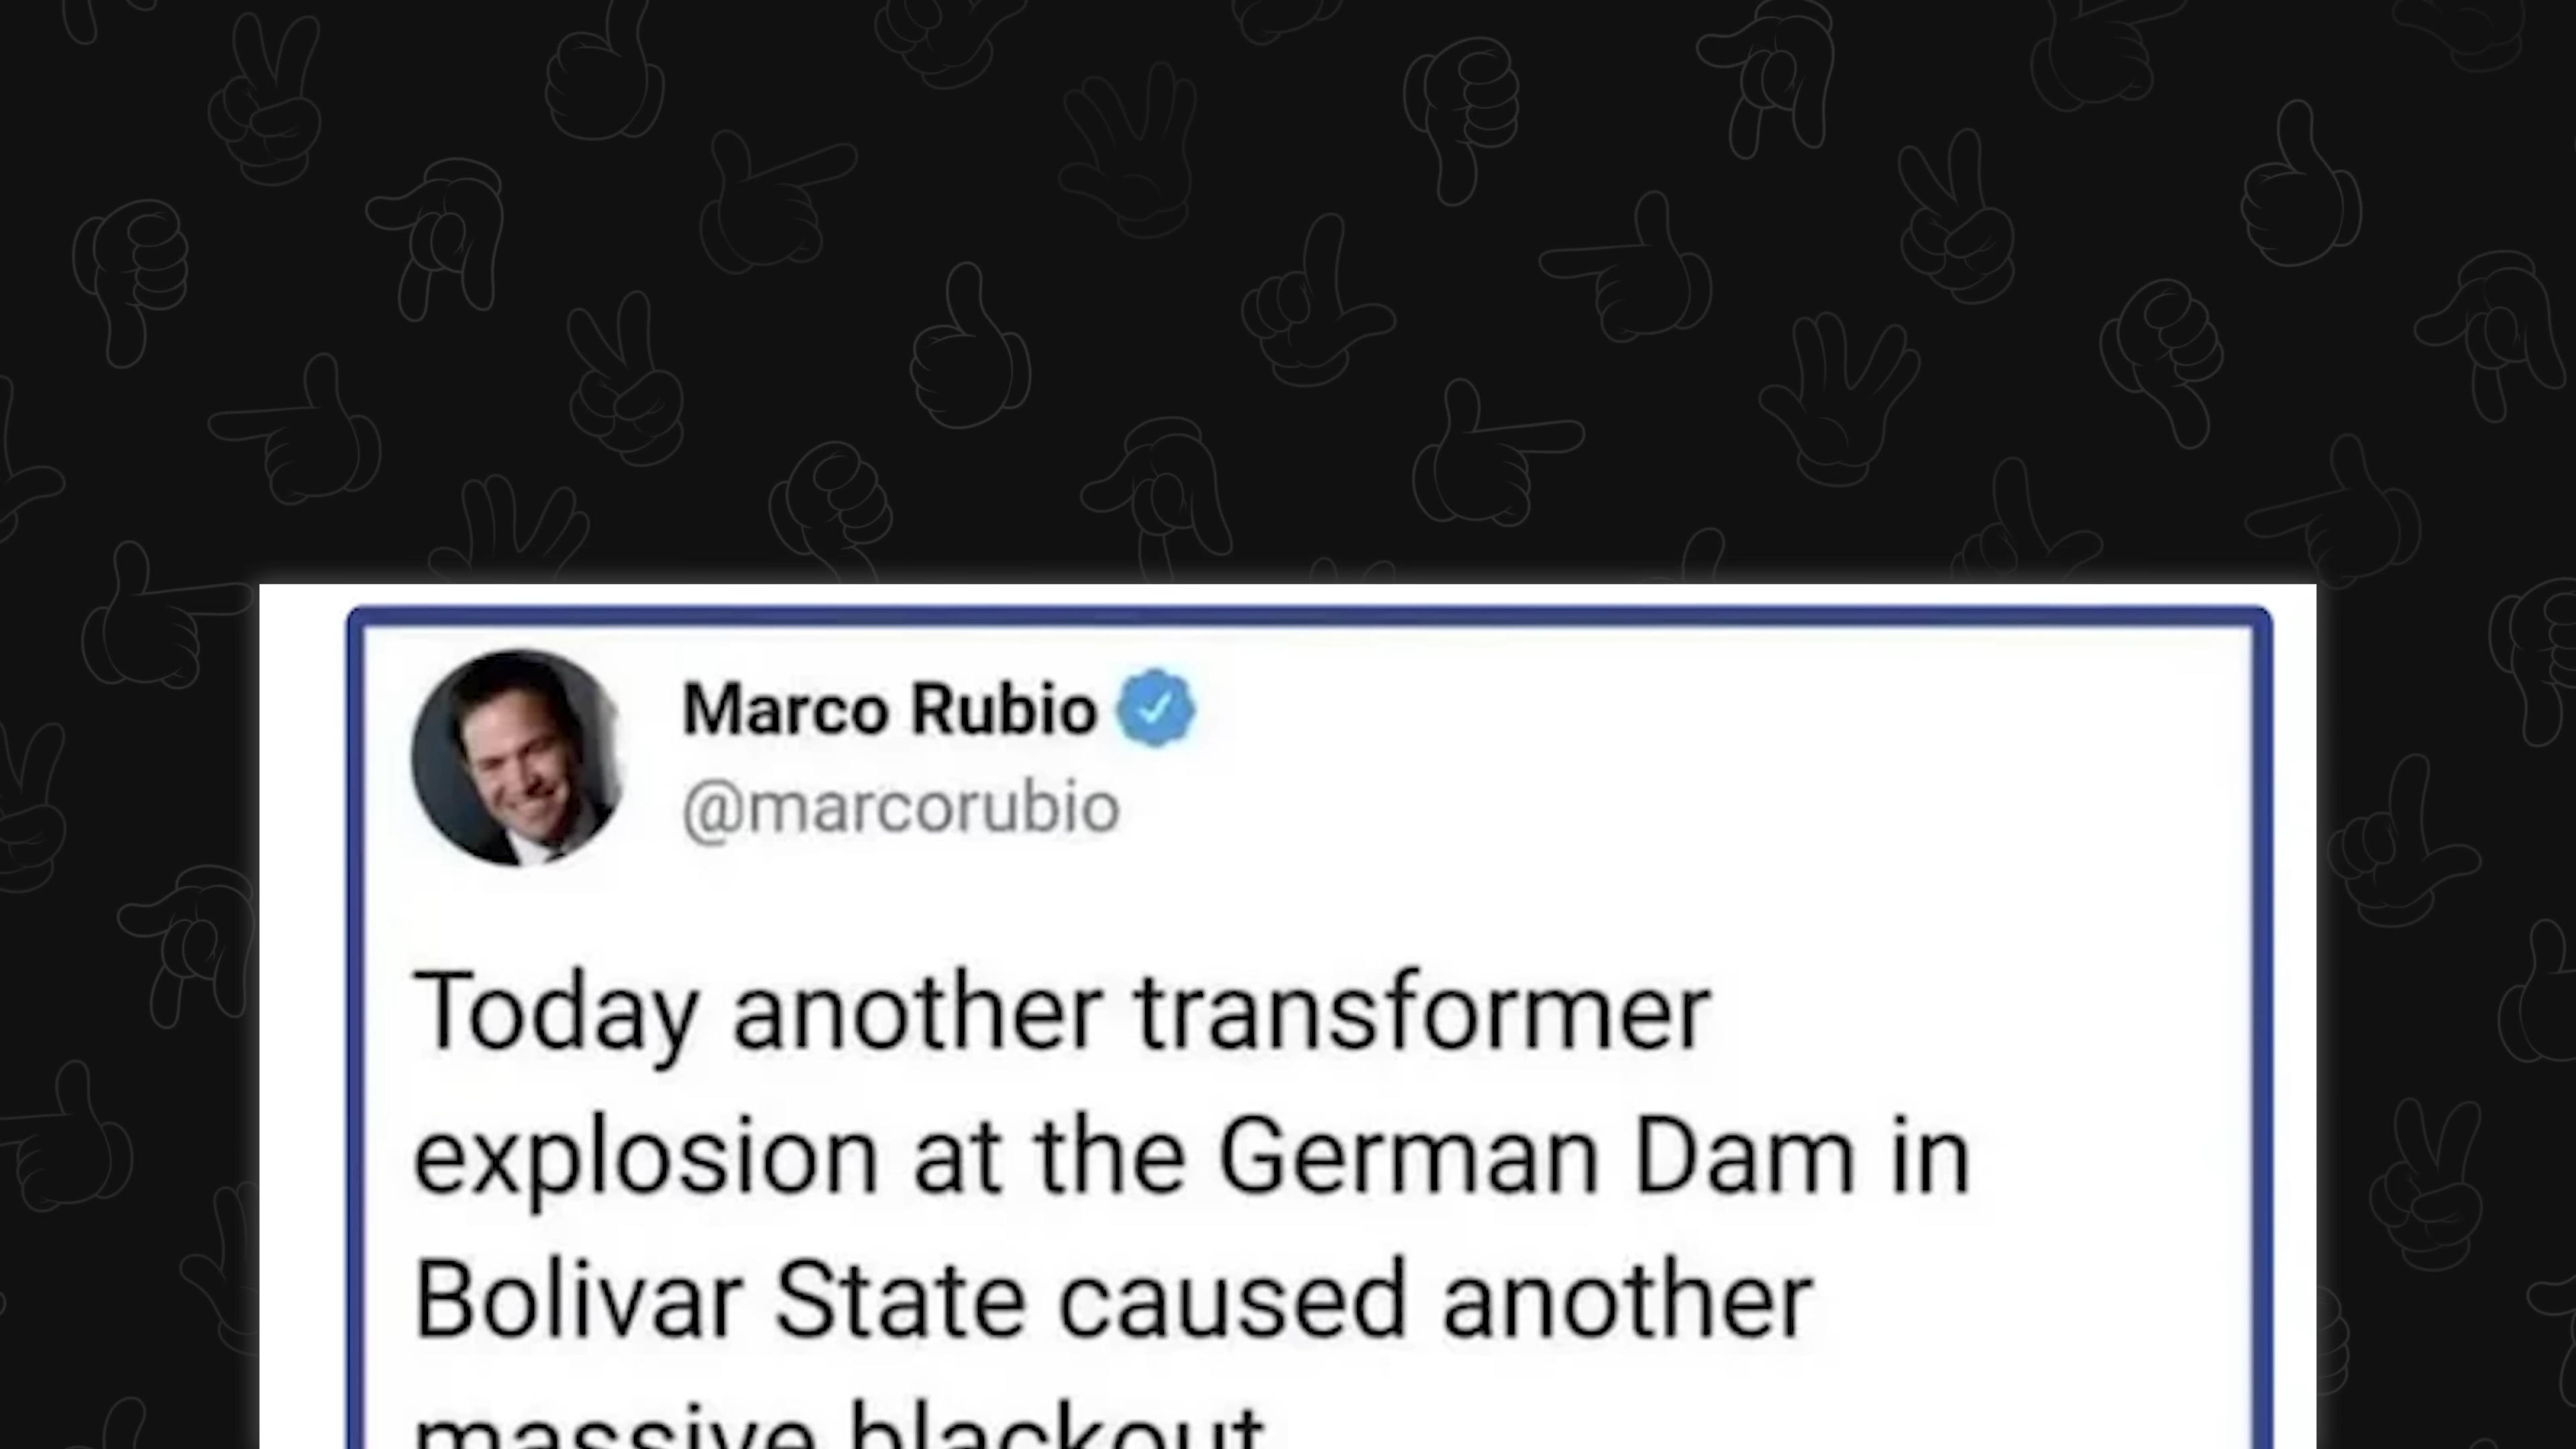 Marco Rubio
@marcorubio
Today another transformer
explosion at the German Dam in
Bolivar State caused another
massive blackout